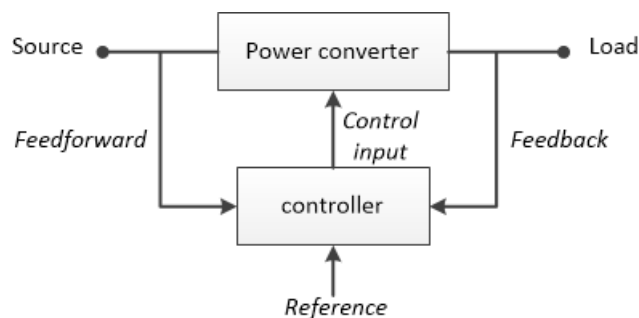 Source
Power converter
Load
Feedforward
Control
input
Feedback
controller
Reference